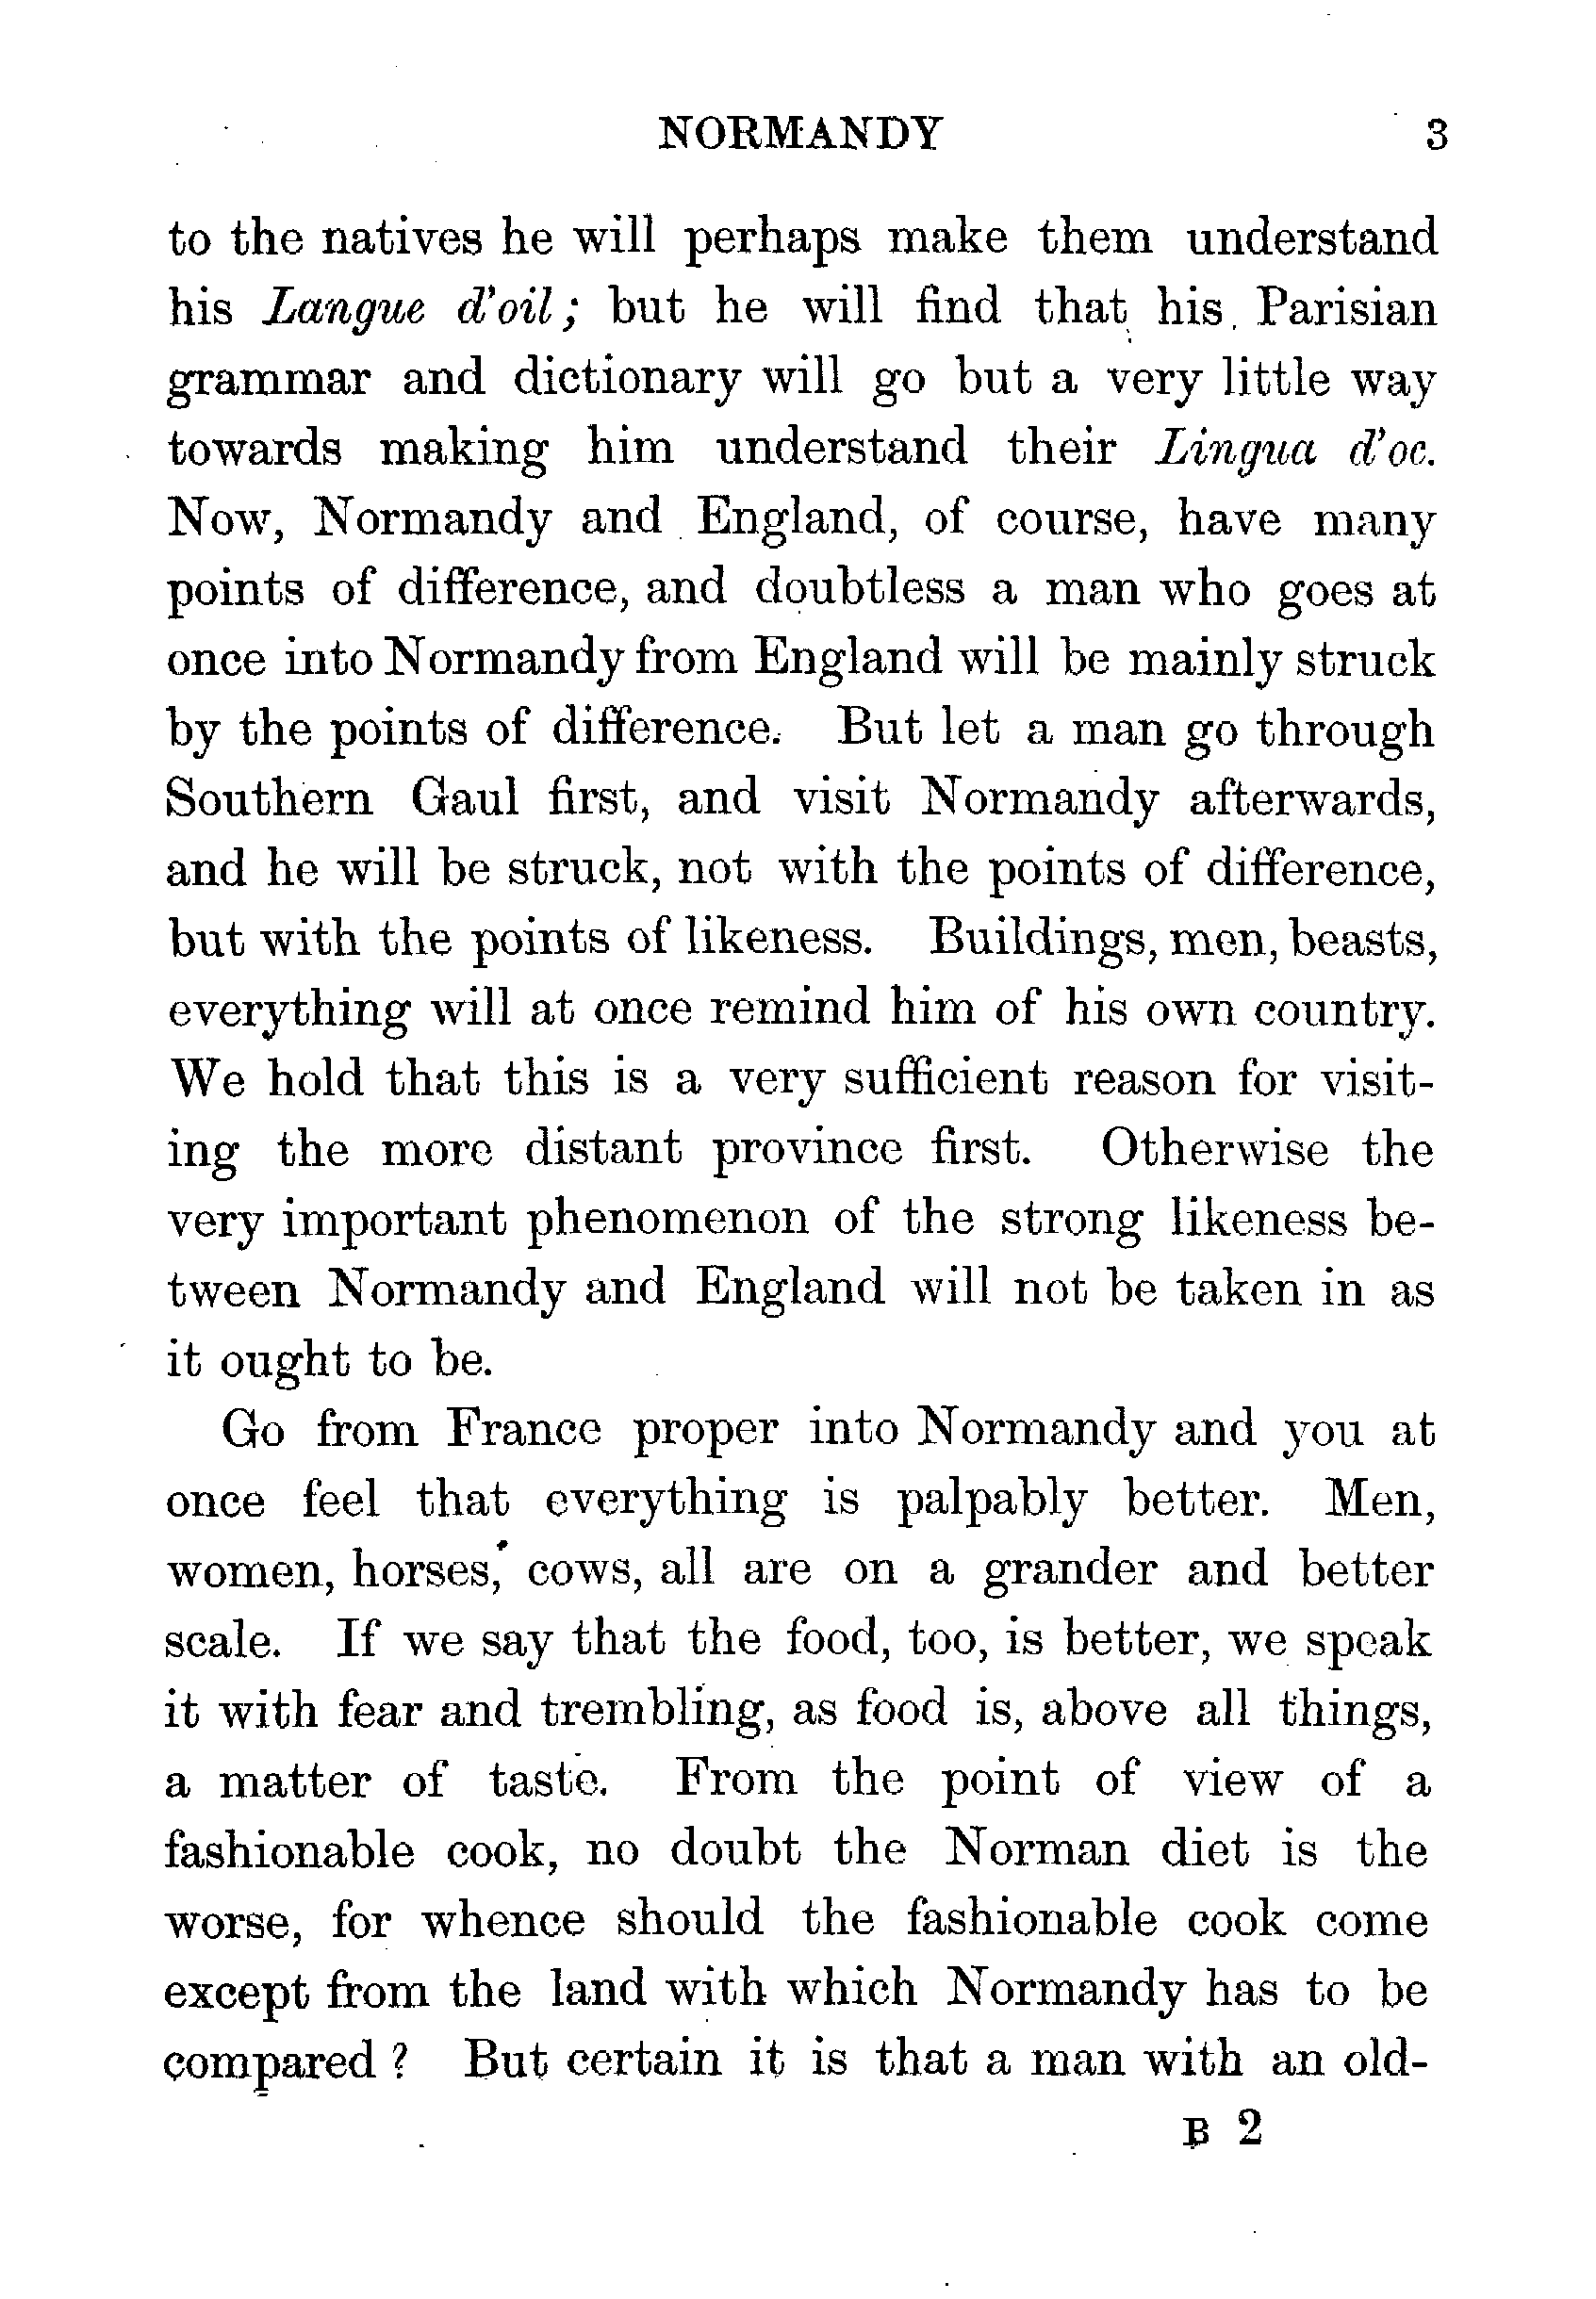 NORMANDY 3
to the natives he will perhaps make them understand
his Langue d'oil; but he will find that his Parisian
grammar and dictionary will go but a very little way
towards making him understand their Lingua d'oc.
Now, Normandy and England, of course, have many
points of difference, and doubtless a man who goes at
once into Normandy from England will be mainly struck
by the points of difference. But let a man go through
Southern Gaul first, and visit Normandy afterwards,
and he will be struck, not with the points of difference,
but with the points of likeness. Buildings, men, beasts,
everything will at once remind him of his own country.
We hold that this is a very sufficient reason for visit-
ing the more distant province first. Otherwise the
very important phenomenon of the strong likeness be-
tween Normandy and England will not be taken in as
it ought to be.
Go from France proper into Normandy and you at
once feel that everything is palpably better. Men,
women, horses, cows, all are on a grander and better
scale. If we say that the food, too, is better, we speak
it with fear and trembling, as food is, above all things,
a matter of taste. From the point of view of a
fashionable cook, no doubt the Norman diet is the
worse, for whence should the fashionable cook come
except from the land with which Normandy has to be
compared? But certain it is that a man with an old-
B 2